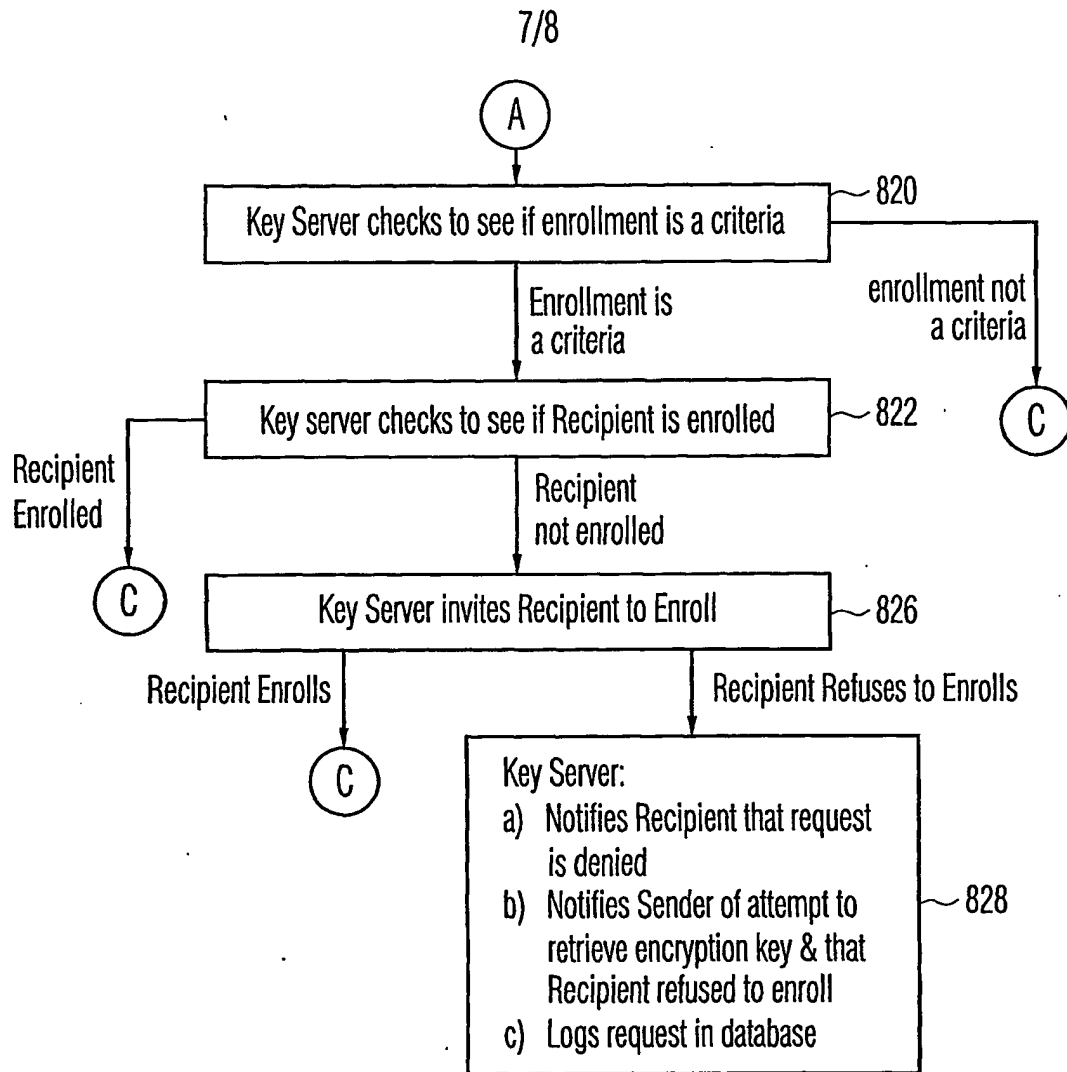 7/8
A
Key Server checks to see if enrollment is a criteria
820
Enrollment is
a criteria
enrollment not
a criteria
C
Key server checks to see if Recipient is enrolled
822
Recipient
Enrolled
C
Recipient
not enrolled
Key Server invites Recipient to Enroll
826
Recipient Enrolls
C
Recipient Refuses to Enrolls
Key Server:
a) Notifies Recipient that request
is denied
b) Notifies Sender of attempt to
retrieve encryption key & that
Recipient refused to enroll
c) Logs request in database
828